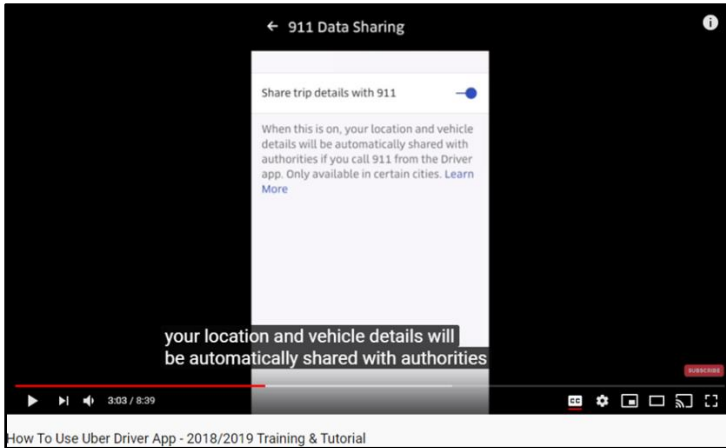 ← 911 Data Sharing
Share trip details with 911
When this is on, your location and vehicle
details will be automatically shared with
authorities if you call 911 from the Driver
app. Only available in certain cities. Learn
More
your location and vehicle details will
be automatically shared with authorities
SUBSCRIBE
3:03 / 8:39
CC
How To Use Uber Driver App - 2018/2019 Training & Tutorial